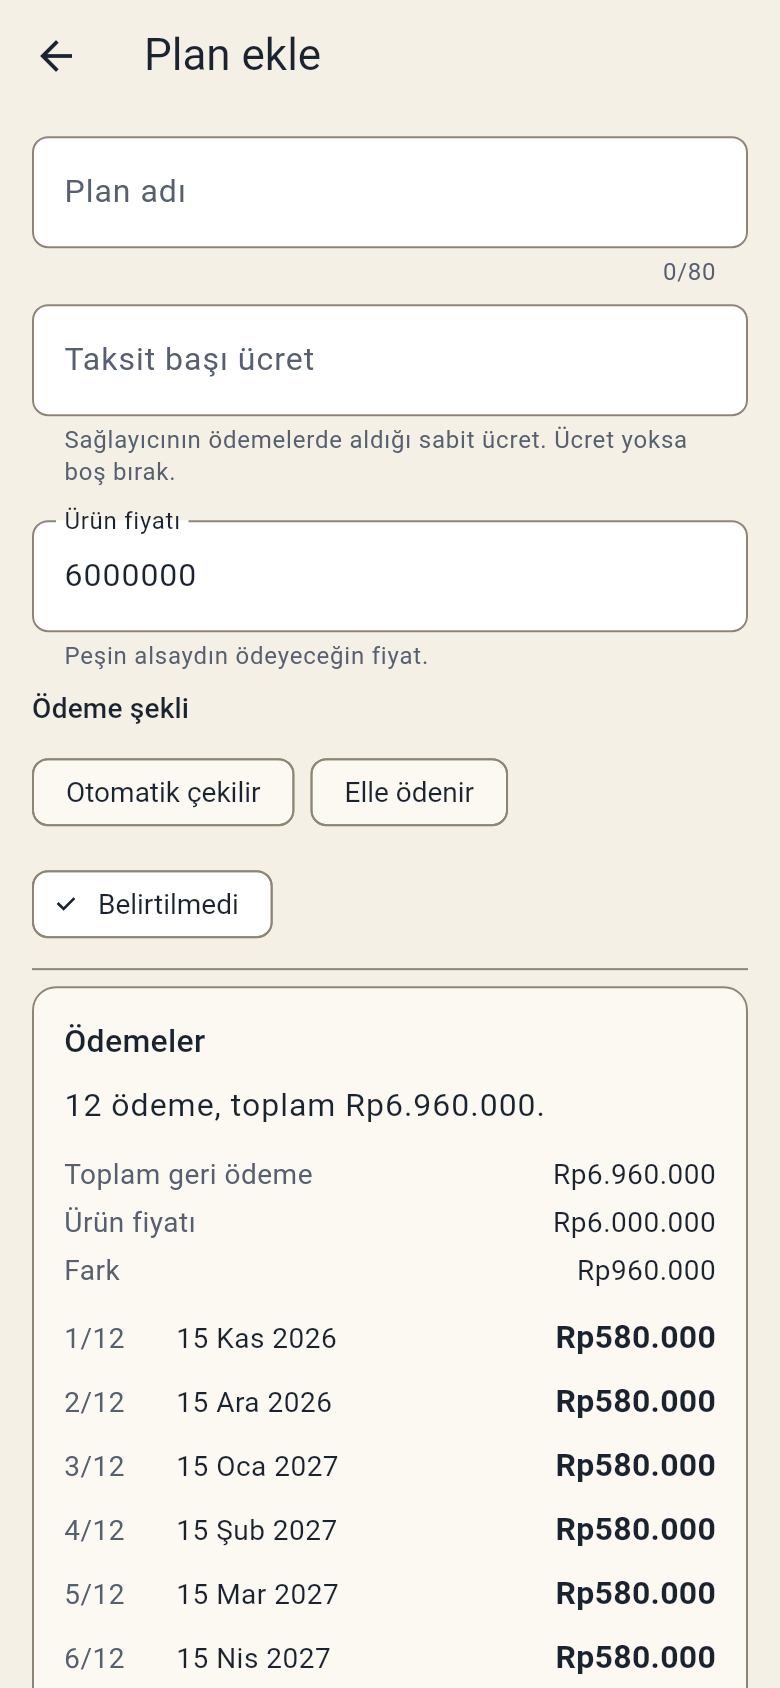 Plan ekle
Plan adı
0/80
Taksit başı ücret
Sağlayıcının ödemelerde aldığı sabit ücret. Ücret yoksa
boş bırak.
Ürün fiyatı
6000000
Peşin alsaydın ödeyeceğin fiyat.
Ödeme şekli
Otomatik çekilir
Elle ödenir
Belirtilmedi
Ödemeler
12 ödeme, toplam Rp6.960.000.
Toplam geri ödeme Rp6.960.000
Ürün fiyatı Rp6.000.000
Fark Rp960.000
1/12 15 Kas 2026 Rp580.000
2/12 15 Ara 2026 Rp580.000
3/12 15 Oca 2027 Rp580.000
4/12 15 Şub 2027 Rp580.000
5/12 15 Mar 2027 Rp580.000
6/12 15 Nis 2027 Rp580.000